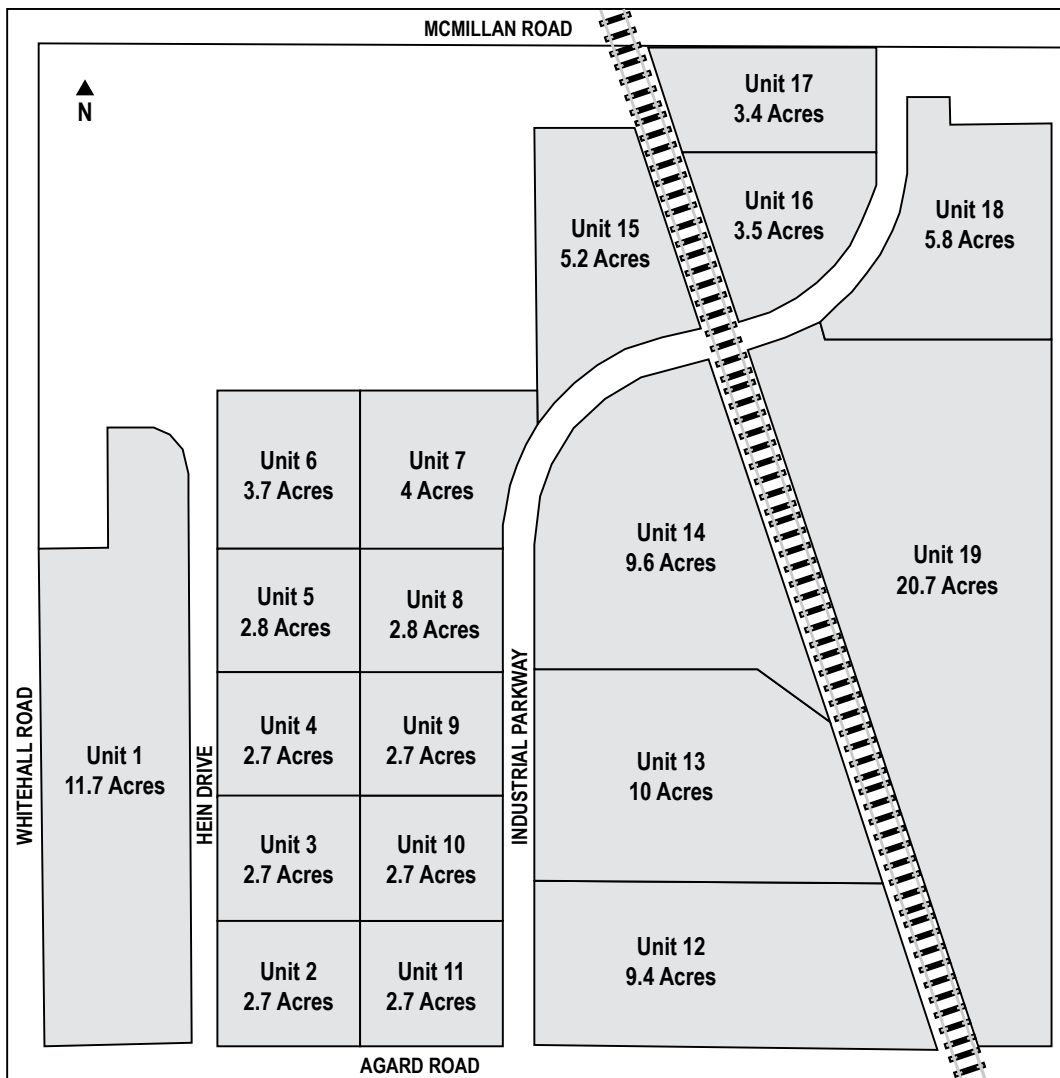 MCMILLAN ROAD
N
Unit 17
3.4 Acres
Unit 16
3.5 Acres
Unit 15
5.2 Acres
Unit 18
5.8 Acres
Unit 6
3.7 Acres
Unit 7
4 Acres
Unit 14
9.6 Acres
Unit 19
20.7 Acres
Unit 5
2.8 Acres
Unit 8
2.8 Acres
WHITEHALL ROAD
Unit 1
11.7 Acres
HEIN DRIVE
Unit 4
2.7 Acres
Unit 9
2.7 Acres
INDUSTRIAL PARKWAY
Unit 13
10 Acres
Unit 3
2.7 Acres
Unit 10
2.7 Acres
Unit 12
9.4 Acres
Unit 2
2.7 Acres
Unit 11
2.7 Acres
AGARD ROAD